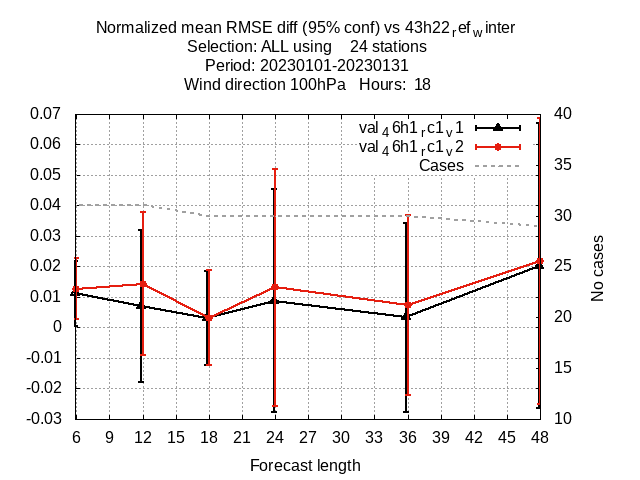 Normalized mean RMSE diff (95% conf) vs 43h22refwinter
Selection: ALL using 24 stations
Period: 20230101-20230131
Wind direction 100hPa Hours: 18
0.07
0.06
0.05
0.04
0.03
0.02
0.01
0
-0.01
-0.02
-0.03
40
35
30
25
20
15
10
val46h1rc1v1
val46h1rc1v2
Cases
No cases
6 9 12 15 18 21 24 27 30 33 36 39 42 45 48
Forecast length